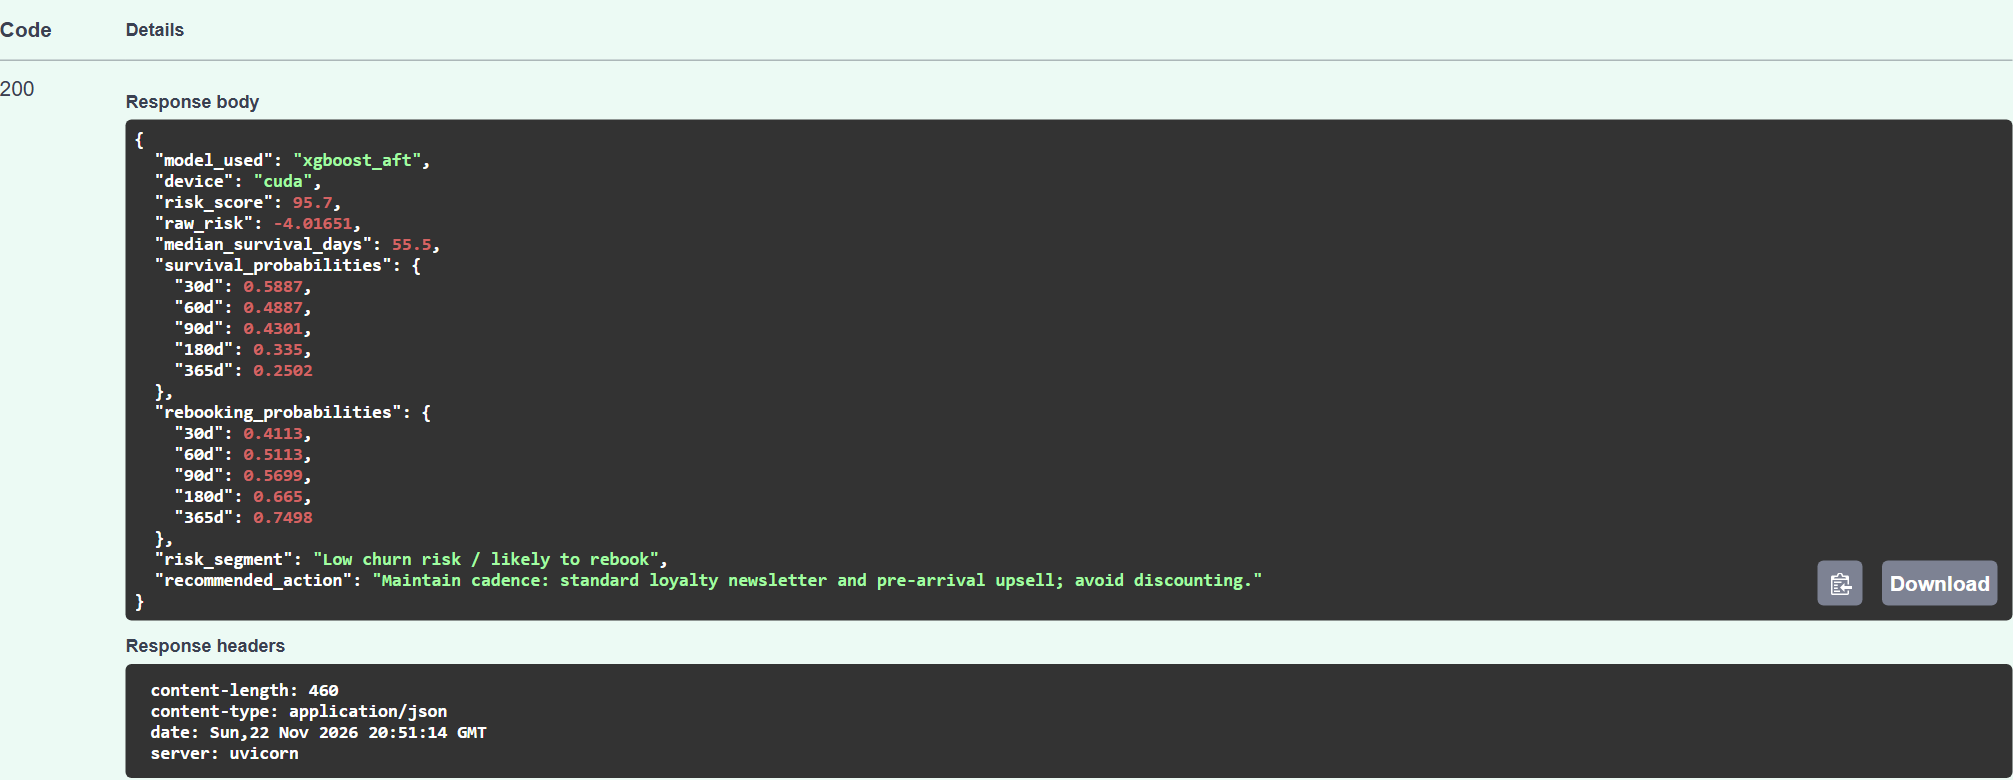 Code Details
200
Response body
{
  "model_used": "xgboost_aft",
  "device": "cuda",
  "risk_score": 95.7,
  "raw_risk": -4.01651,
  "median_survival_days": 55.5,
  "survival_probabilities": {
    "30d": 0.5887,
    "60d": 0.4887,
    "90d": 0.4301,
    "180d": 0.335,
    "365d": 0.2502
  },
  "rebooking_probabilities": {
    "30d": 0.4113,
    "60d": 0.5113,
    "90d": 0.5699,
    "180d": 0.665,
    "365d": 0.7498
  },
  "risk_segment": "Low churn risk / likely to rebook",
  "recommended_action": "Maintain cadence: standard loyalty newsletter and pre-arrival upsell; avoid discounting."
}
Download
Response headers
content-length: 460
content-type: application/json
date: Sun,22 Nov 2026 20:51:14 GMT
server: uvicorn